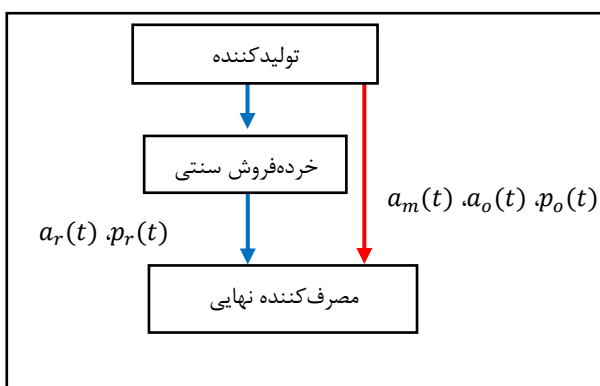 تولیدکننده
خرده‌فروش سنتی
a_r(t) ،p_r(t)
a_m(t) ،a_o(t) ،p_o(t)
مصرف‌کننده نهایی